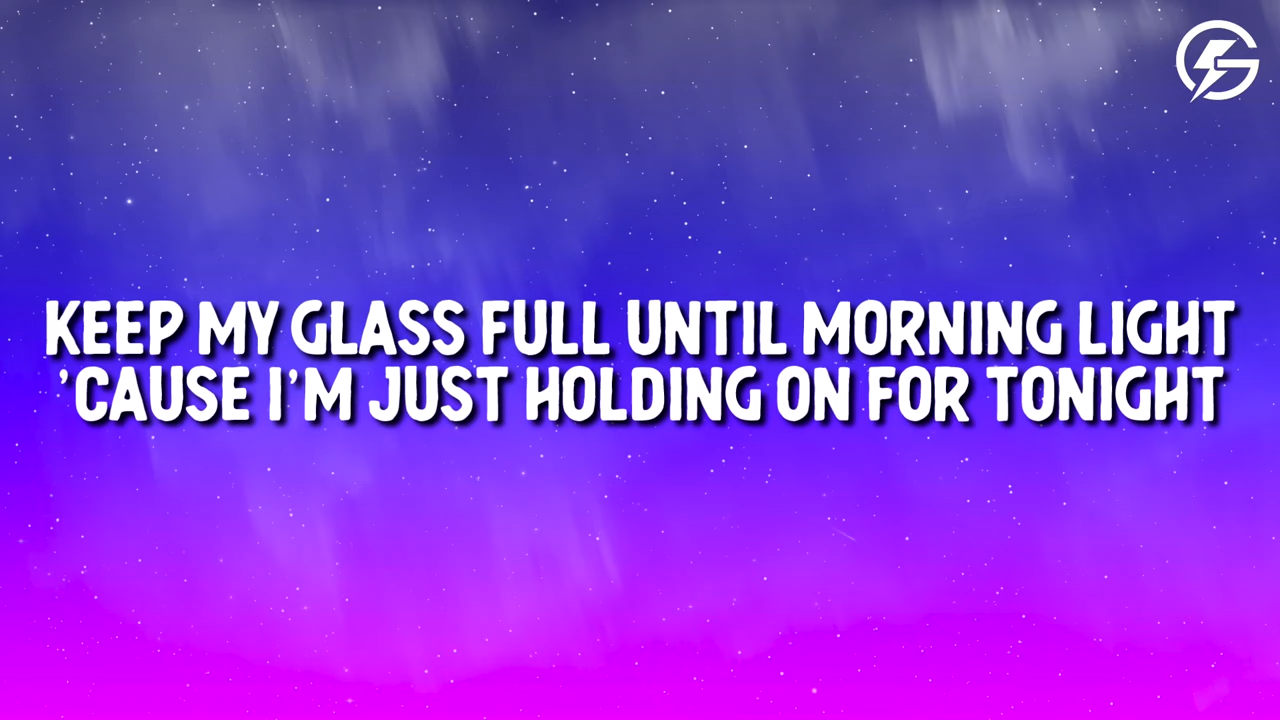 KEEP MY GLASS FULL UNTIL MORNING LIGHT
'CAUSE I'M JUST HOLDING ON FOR TONIGHT